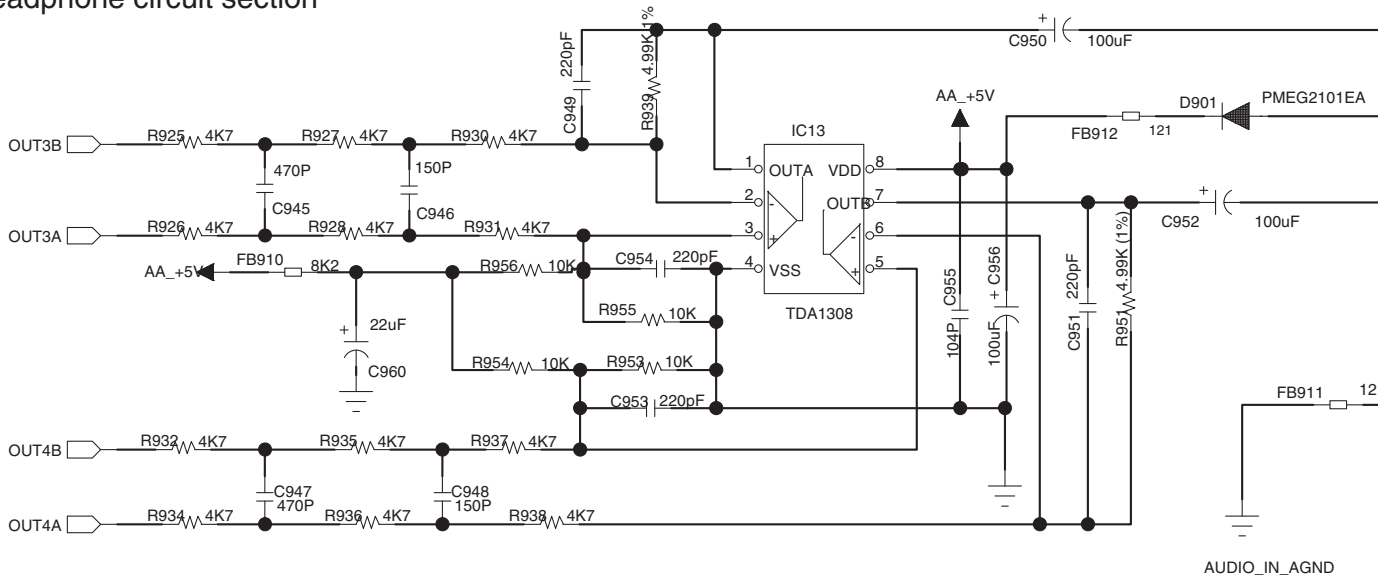 eadphone circuit section
C950 + 100uF
220pF
C949
4.99K 1%
R939
AA_+5V
D901 PMEG2101EA
FB912 121
IC13
OUT3B R925 4K7 R927 4K7 R930 4K7
470P
C945
150P
C946
1 OUTA VDD 8
2 - OUTB 7
3 + - 6
4 VSS + 5
TDA1308
C952 + 100uF
OUT3A R926 4K7 R928 4K7 R931 4K7
AA_+5V FB910 8K2 R956 10K C954 220pF
R955 10K
+ 22uF
C960
R954 10K R953 10K
C953 220pF
C955
104P
+ C956
100uF
220pF
C951
4.99K (1%)
R951
FB911 12
OUT4B R932 4K7 R935 4K7 R937 4K7
C947
470P
C948
150P
OUT4A R934 4K7 R936 4K7 R938 4K7
AUDIO_IN_AGND